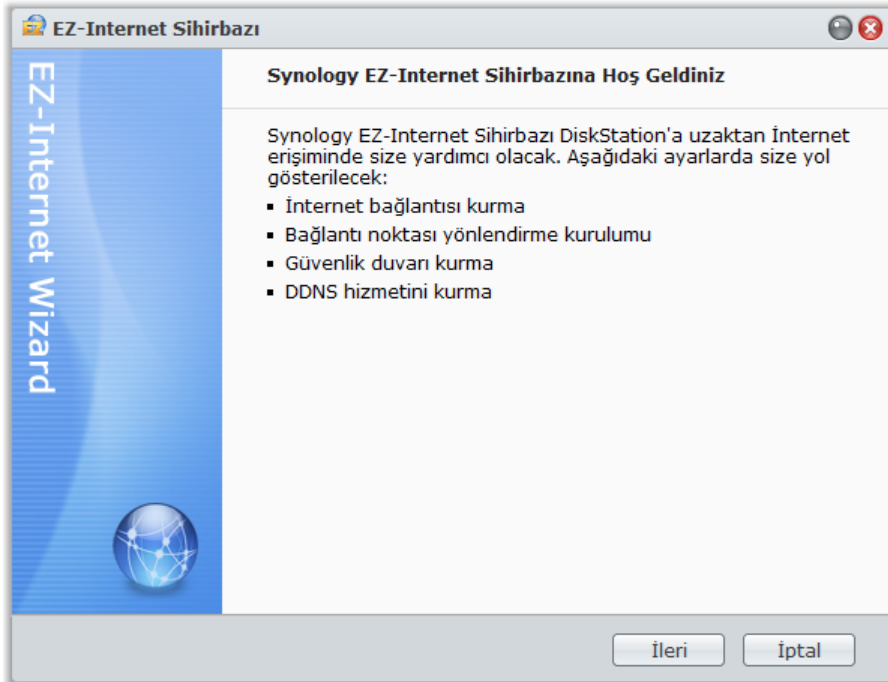 EZ-Internet Sihirbazı
EZ-Internet Wizard
Synology EZ-Internet Sihirbazına Hoş Geldiniz
Synology EZ-Internet Sihirbazı DiskStation'a uzaktan İnternet
erişiminde size yardımcı olacak. Aşağıdaki ayarlarda size yol
gösterilecek:
▪ İnternet bağlantısı kurma
▪ Bağlantı noktası yönlendirme kurulumu
▪ Güvenlik duvarı kurma
▪ DDNS hizmetini kurma
İleri
İptal